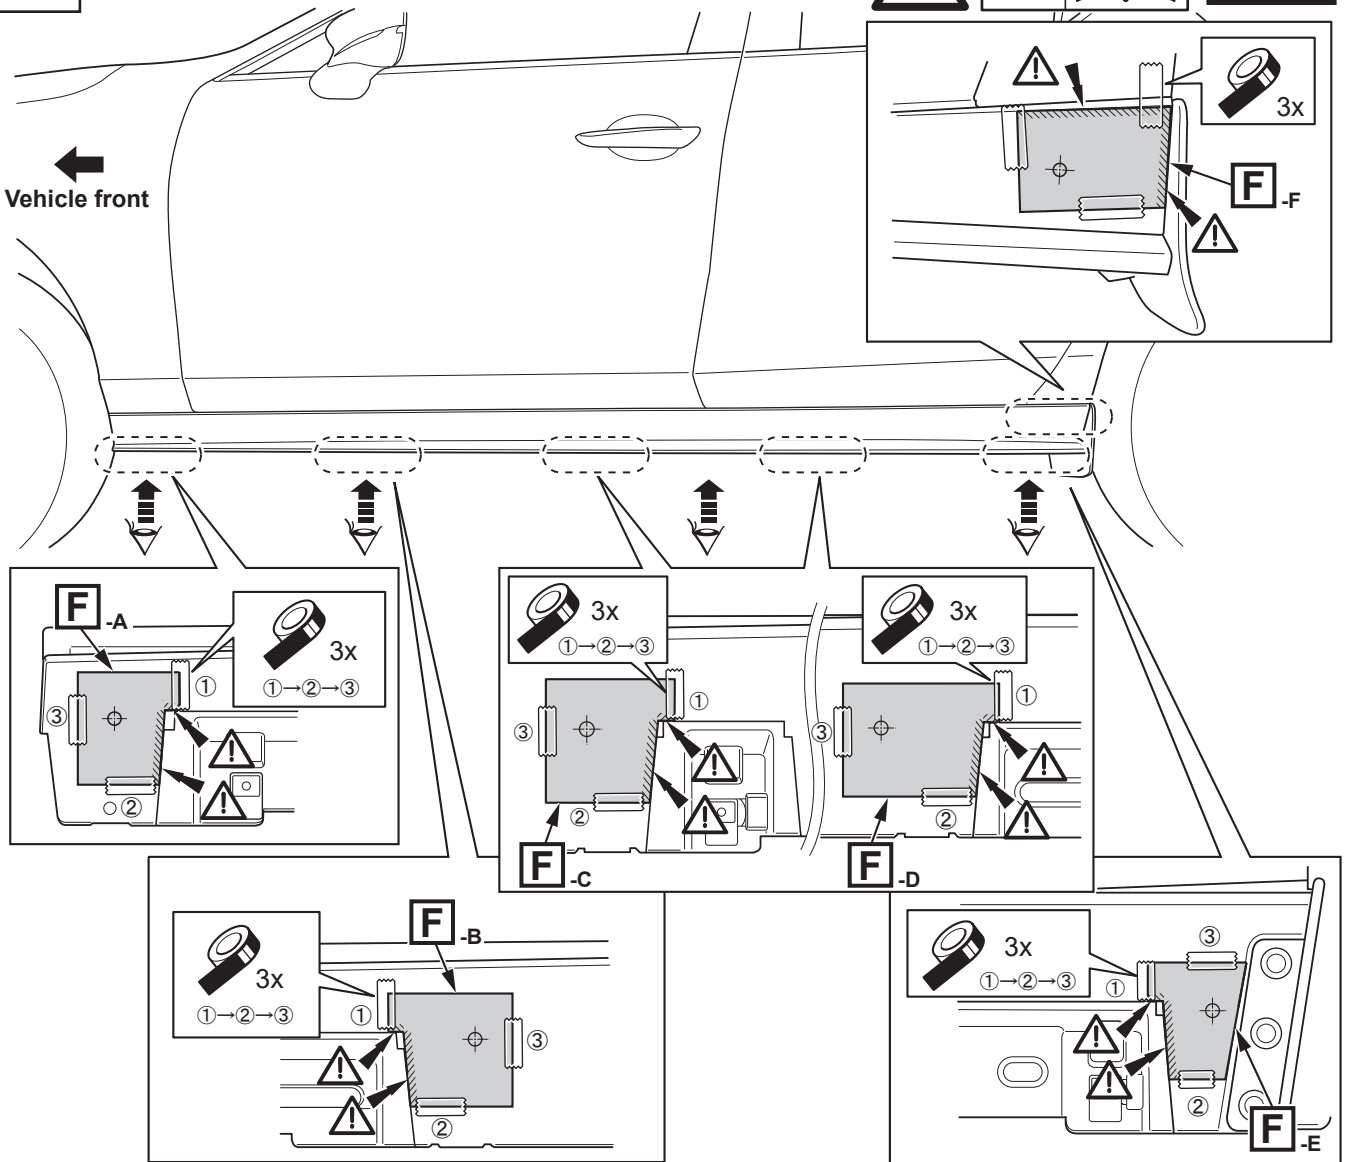 3x
F -F
Vehicle front
F -A
3x
①→②→③
①
③
②
3x
①→②→③
①
③
②
F -C
3x
①→②→③
①
③
②
F -D
F -B
3x
①→②→③
①
③
②
3x
①→②→③
③
①
②
F -E